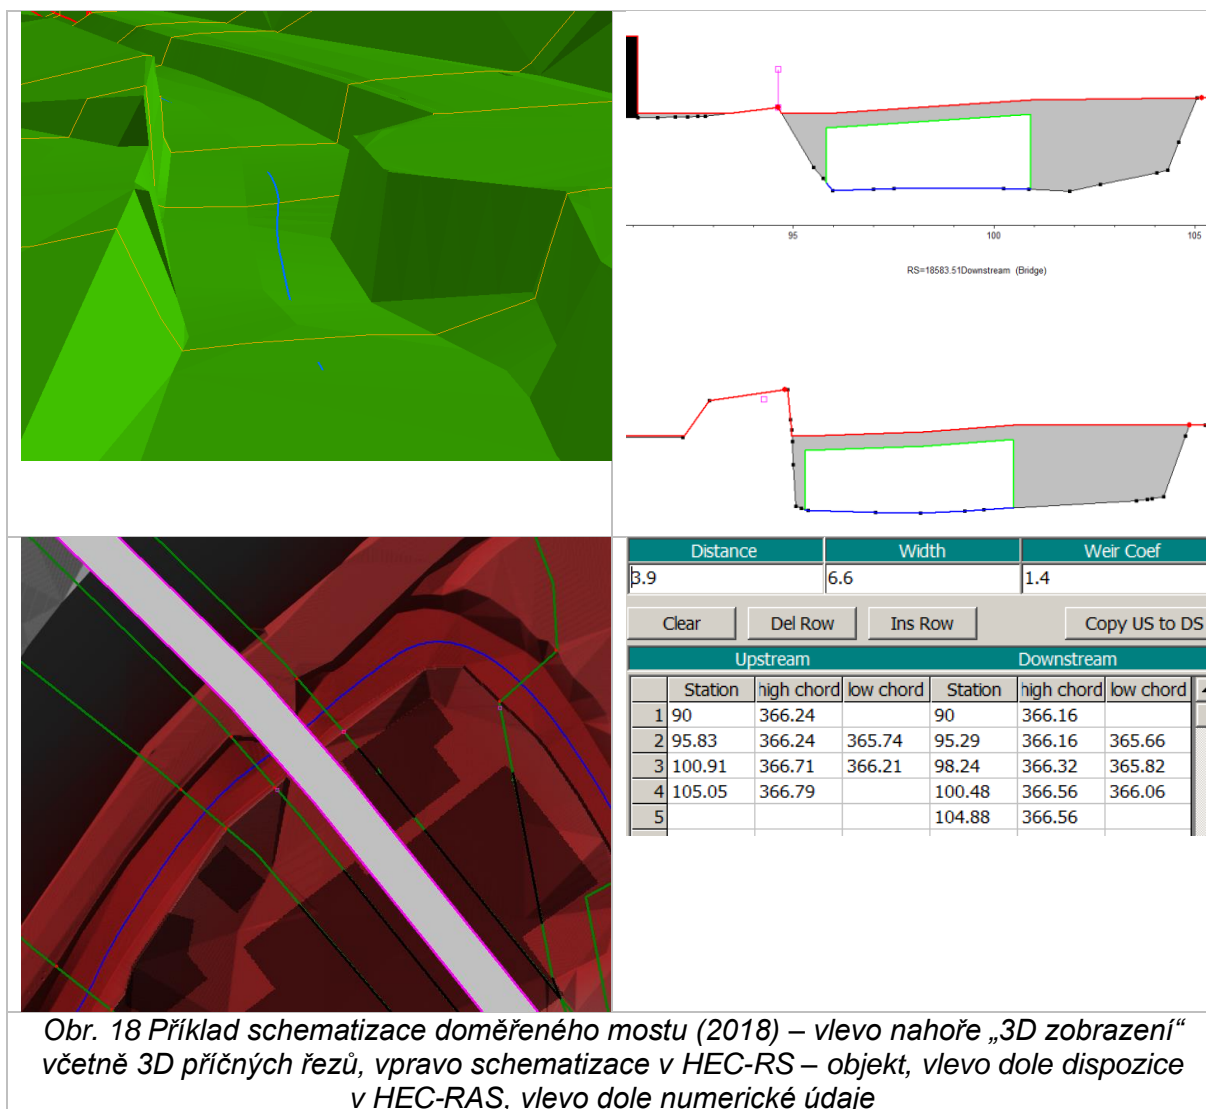 95 100 105
RS=18583.51Downstream (Bridge)
Distance Width Weir Coef
3.9 6.6 1.4
Clear Del Row Ins Row Copy US to DS
Upstream Downstream
Station high chord low chord Station high chord low chord
1 90 366.24 90 366.16
2 95.83 366.24 365.74 95.29 366.16 365.66
3 100.91 366.71 366.21 98.24 366.32 365.82
4 105.05 366.79 100.48 366.56 366.06
5 104.88 366.56
Obr. 18 Příklad schematizace doměřeného mostu (2018) – vlevo nahoře „3D zobrazení“
včetně 3D příčných řezů, vpravo schematizace v HEC-RS – objekt, vlevo dole dispozice
v HEC-RAS, vlevo dole numerické údaje